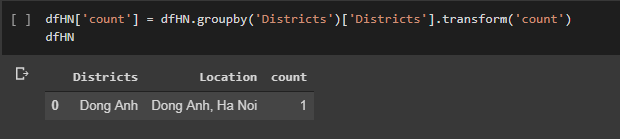 [ ] dfHN['count'] = dfHN.groupby('Districts')['Districts'].transform('count')
dfHN
Districts Location count
0 Dong Anh Dong Anh, Ha Noi 1